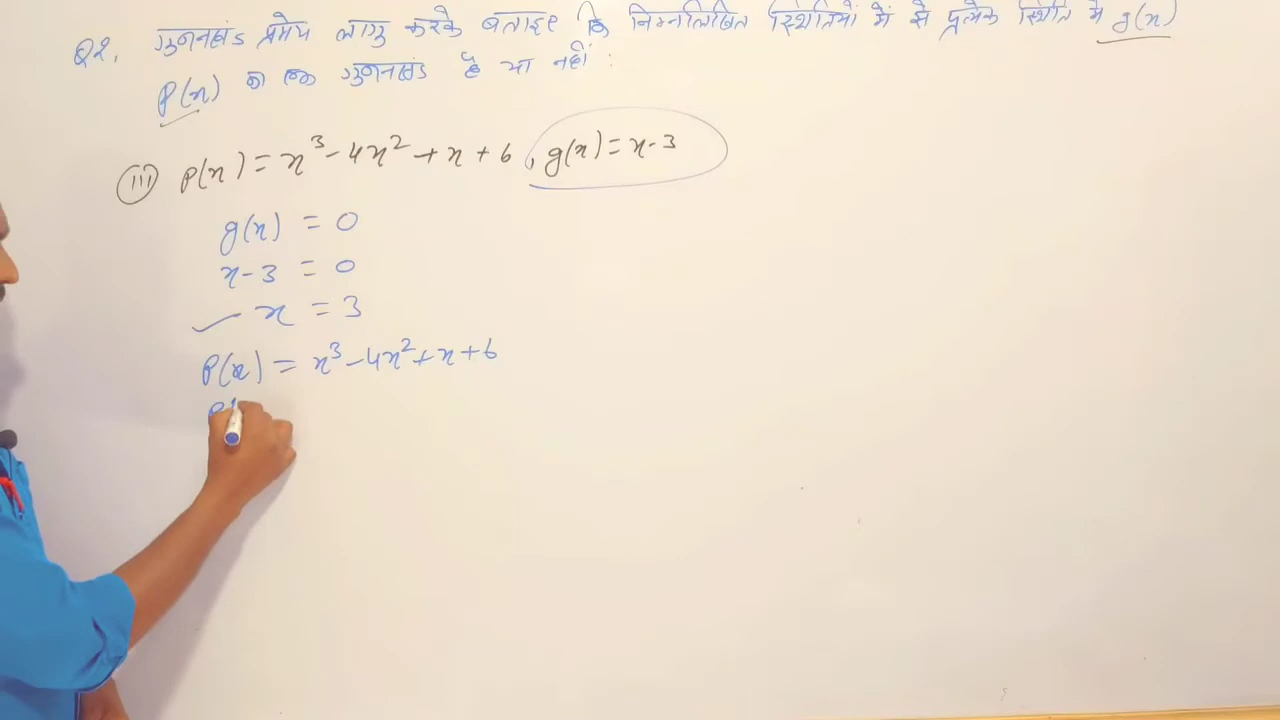 Q2. गुणनखंड प्रमेय लागु करके बताइए कि निम्नलिखित स्थितियों में से प्रत्येक स्थिति मे g(x)
P(x) का एक गुणनखंड है या नहीं :
(iii) P(x) = x³ - 4x² + x + 6 , g(x) = x - 3
g(x) = 0
x - 3 = 0
x = 3
P(x) = x³ - 4x² + x + 6
P(